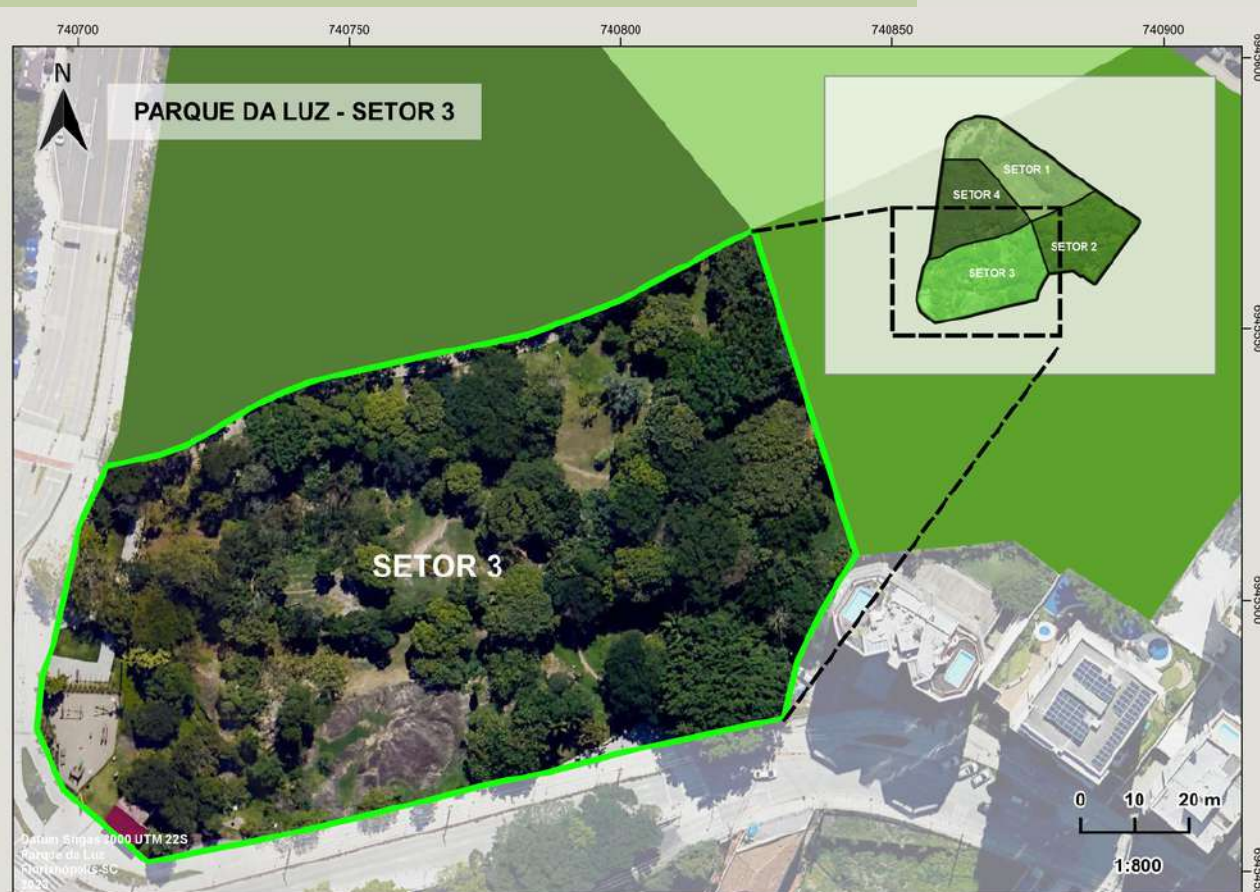 740700 740750 740800 740850 740900
N
PARQUE DA LUZ - SETOR 3
SETOR 1
SETOR 4
SETOR 2
SETOR 3
SETOR 3
0 10 20 m
1:800
Datum Sirgas 2000 UTM 22S
Parque da Luz
Florianópolis-SC
2023